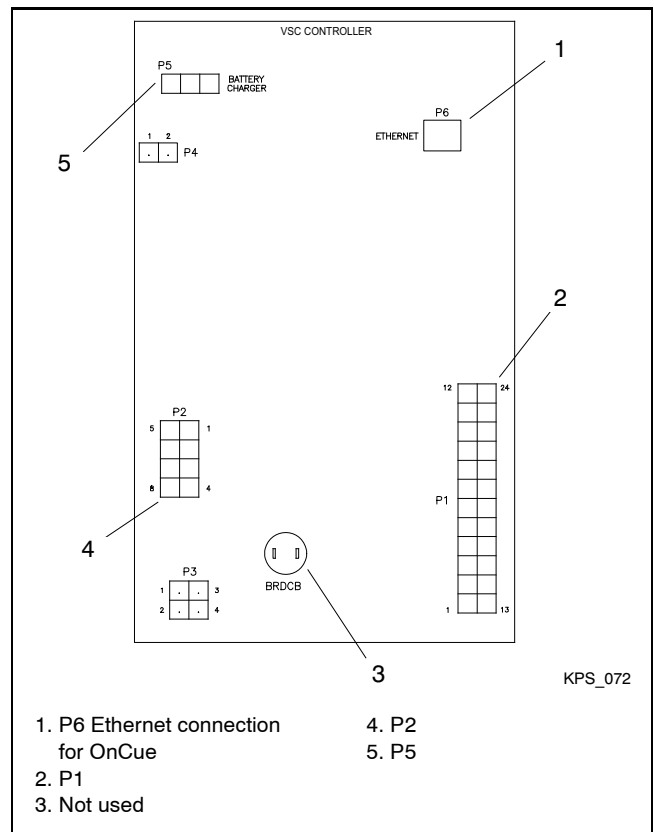 VSC CONTROLLER
P5
BATTERY
CHARGER
1
P6
ETHERNET
1 2
P4
5
2
12 24
P2
5 1
8 4
P1
4
BRDCB
P3
1 3
2 4
1 13
3
KPS_072
1. P6 Ethernet connection
for OnCue
2. P1
3. Not used
4. P2
5. P5